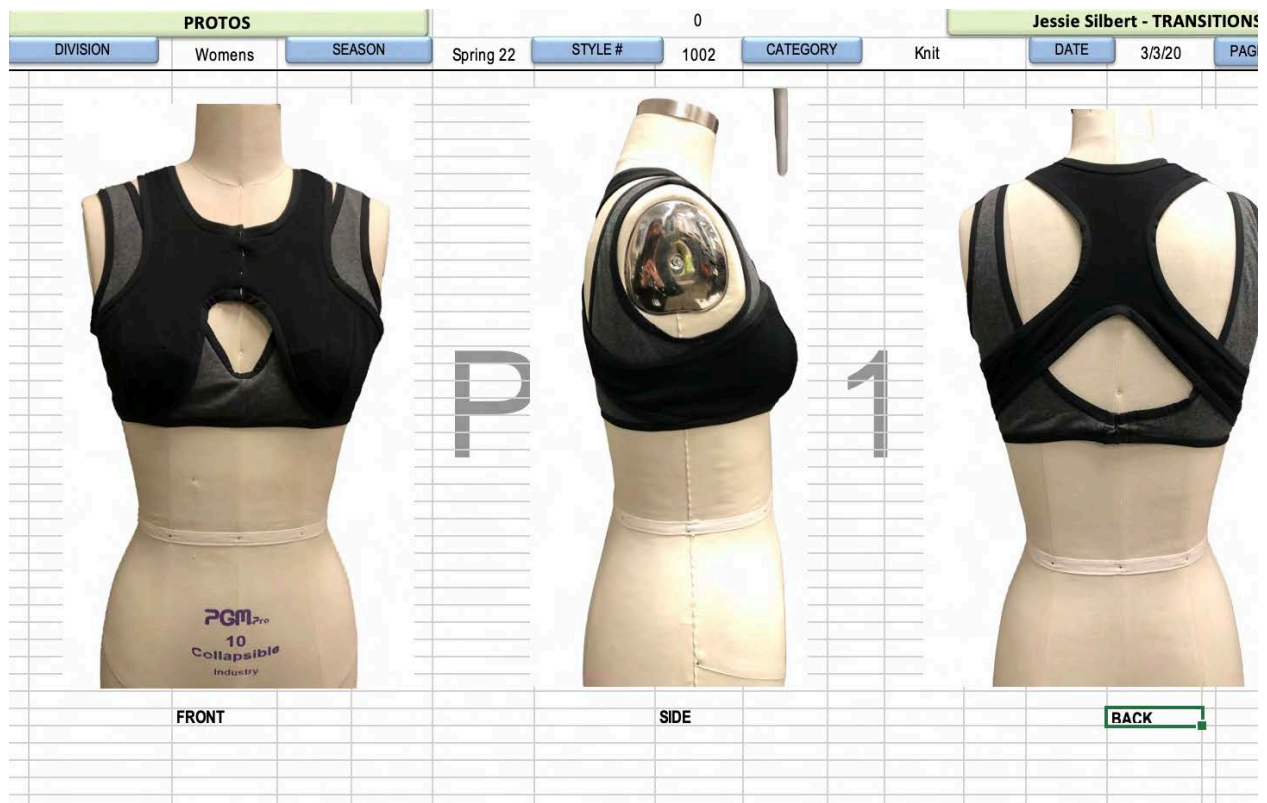 PROTOS
0
Jessie Silbert - TRANSITIONS
DIVISION
Womens
SEASON
Spring 22
STYLE #
1002
CATEGORY
Knit
DATE
3/3/20
PAG
P 1
PGM Pro
10
Collapsible
Industry
FRONT
SIDE
BACK